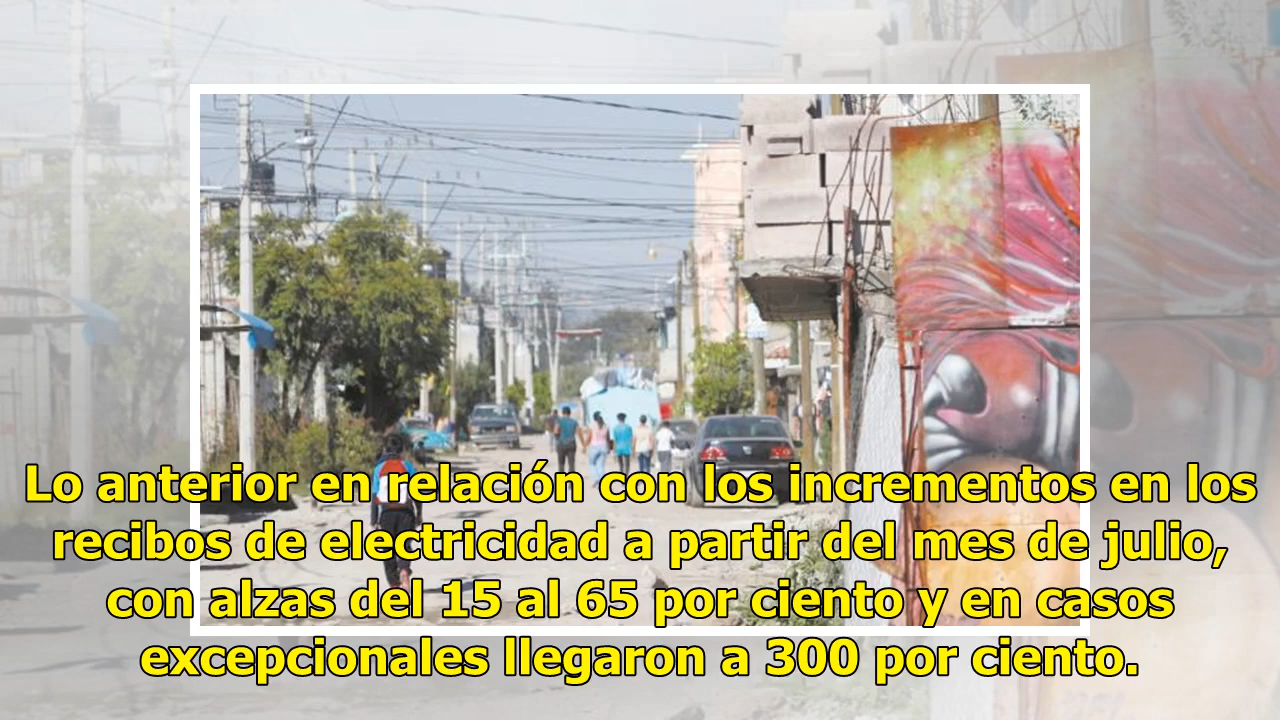 Lo anterior en relación con los incrementos en los
recibos de electricidad a partir del mes de julio,
con alzas del 15 al 65 por ciento y en casos
excepcionales llegaron a 300 por ciento.